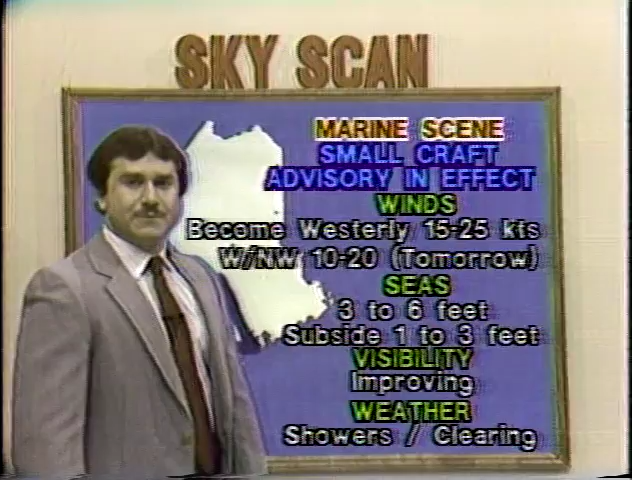 SKY SCAN
MARINE SCENE
SMALL CRAFT
ADVISORY IN EFFECT
WINDS
Become Westerly 15-25 kts
W/NW 10-20 (Tomorrow)
SEAS
3 to 6 feet
Subside 1 to 3 feet
VISIBILITY
Improving
WEATHER
Showers / Clearing